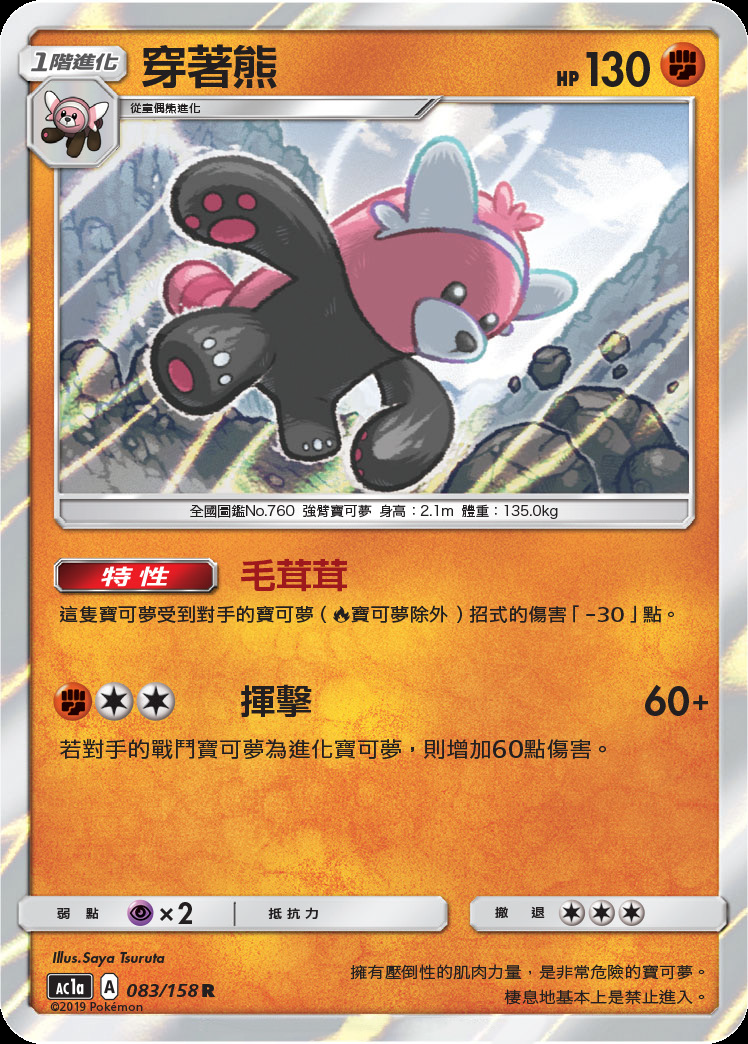 1階進化 穿著熊 HP 130
從童偶熊進化
全國圖鑑No.760 強臂寶可夢 身高：2.1m 體重：135.0kg
特性 毛茸茸
這隻寶可夢受到對手的寶可夢（寶可夢除外）招式的傷害「-30」點。
揮擊 60+
若對手的戰鬥寶可夢為進化寶可夢，則增加60點傷害。
弱點 ×2 抵抗力 撤退
Illus.Saya Tsuruta
擁有壓倒性的肌肉力量，是非常危險的寶可夢。
AC1a A 083/158 R
棲息地基本上是禁止進入。
©2019 Pokémon